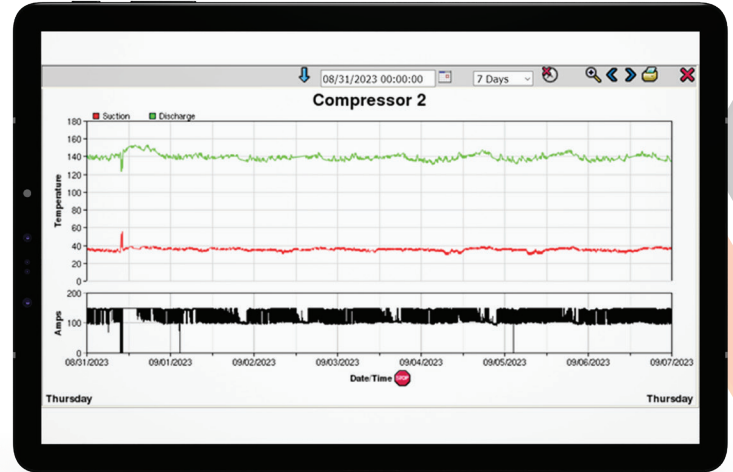 08/31/2023 00:00:00
7 Days
Compressor 2
Suction
Discharge
180
160
140
120
100
80
60
40
20
0
Temperature
200
100
0
Amps
08/31/2023
09/01/2023
09/02/2023
09/03/2023
09/04/2023
09/05/2023
09/06/2023
09/07/2023
Date/Time
STOP
Thursday
Thursday